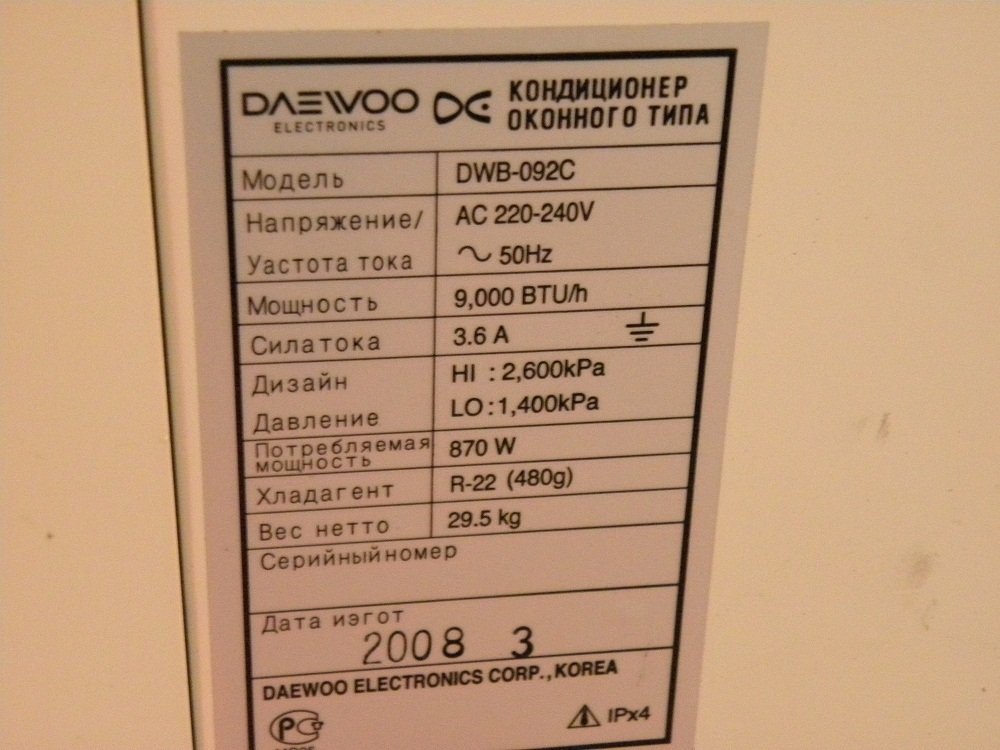 DAEWOO
ELECTRONICS
КОНДИЦИОНЕР
ОКОННОГО ТИПА
Модель DWB-092C
Напряжение/ AC 220-240V
Уастота тока 50Hz
Мощность 9,000 BTU/h
Силатока 3.6 A
Дизайн HI : 2,600kPa
Давление LO : 1,400kPa
Потребляемая
мощность 870 W
Хладагент R-22 (480g)
Вес нетто 29.5 kg
Серийныйномер
Дата иэгот
2008 3
DAEWOO ELECTRONICS CORP., KOREA
IPx4